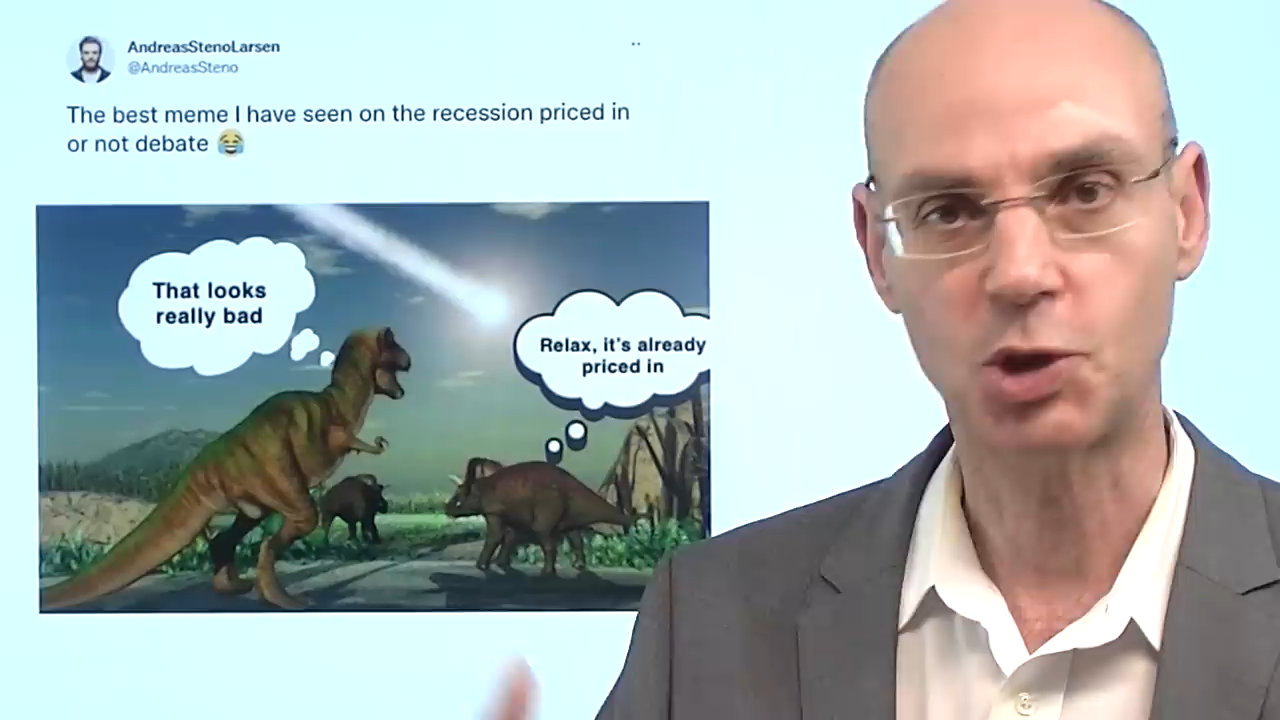 AndreasStenoLarsen
@AndreasSteno
The best meme I have seen on the recession priced in
or not debate 😂
That looks
really bad
Relax, it's already
priced in